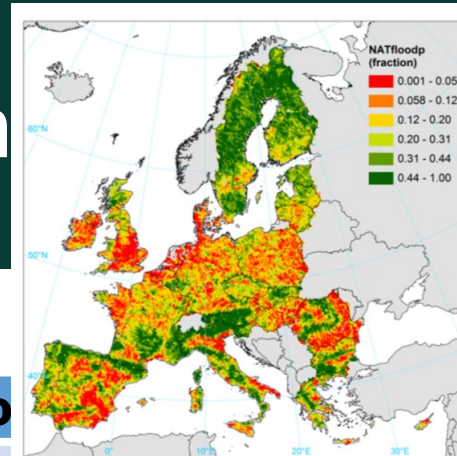 NATfloodp
(fraction)
0.001 - 0.05
0.058 - 0.12
0.12 - 0.20
0.20 - 0.31
0.31 - 0.44
0.44 - 1.00
60°N
50°N
40°N
0°
10°E
20°E
30°E